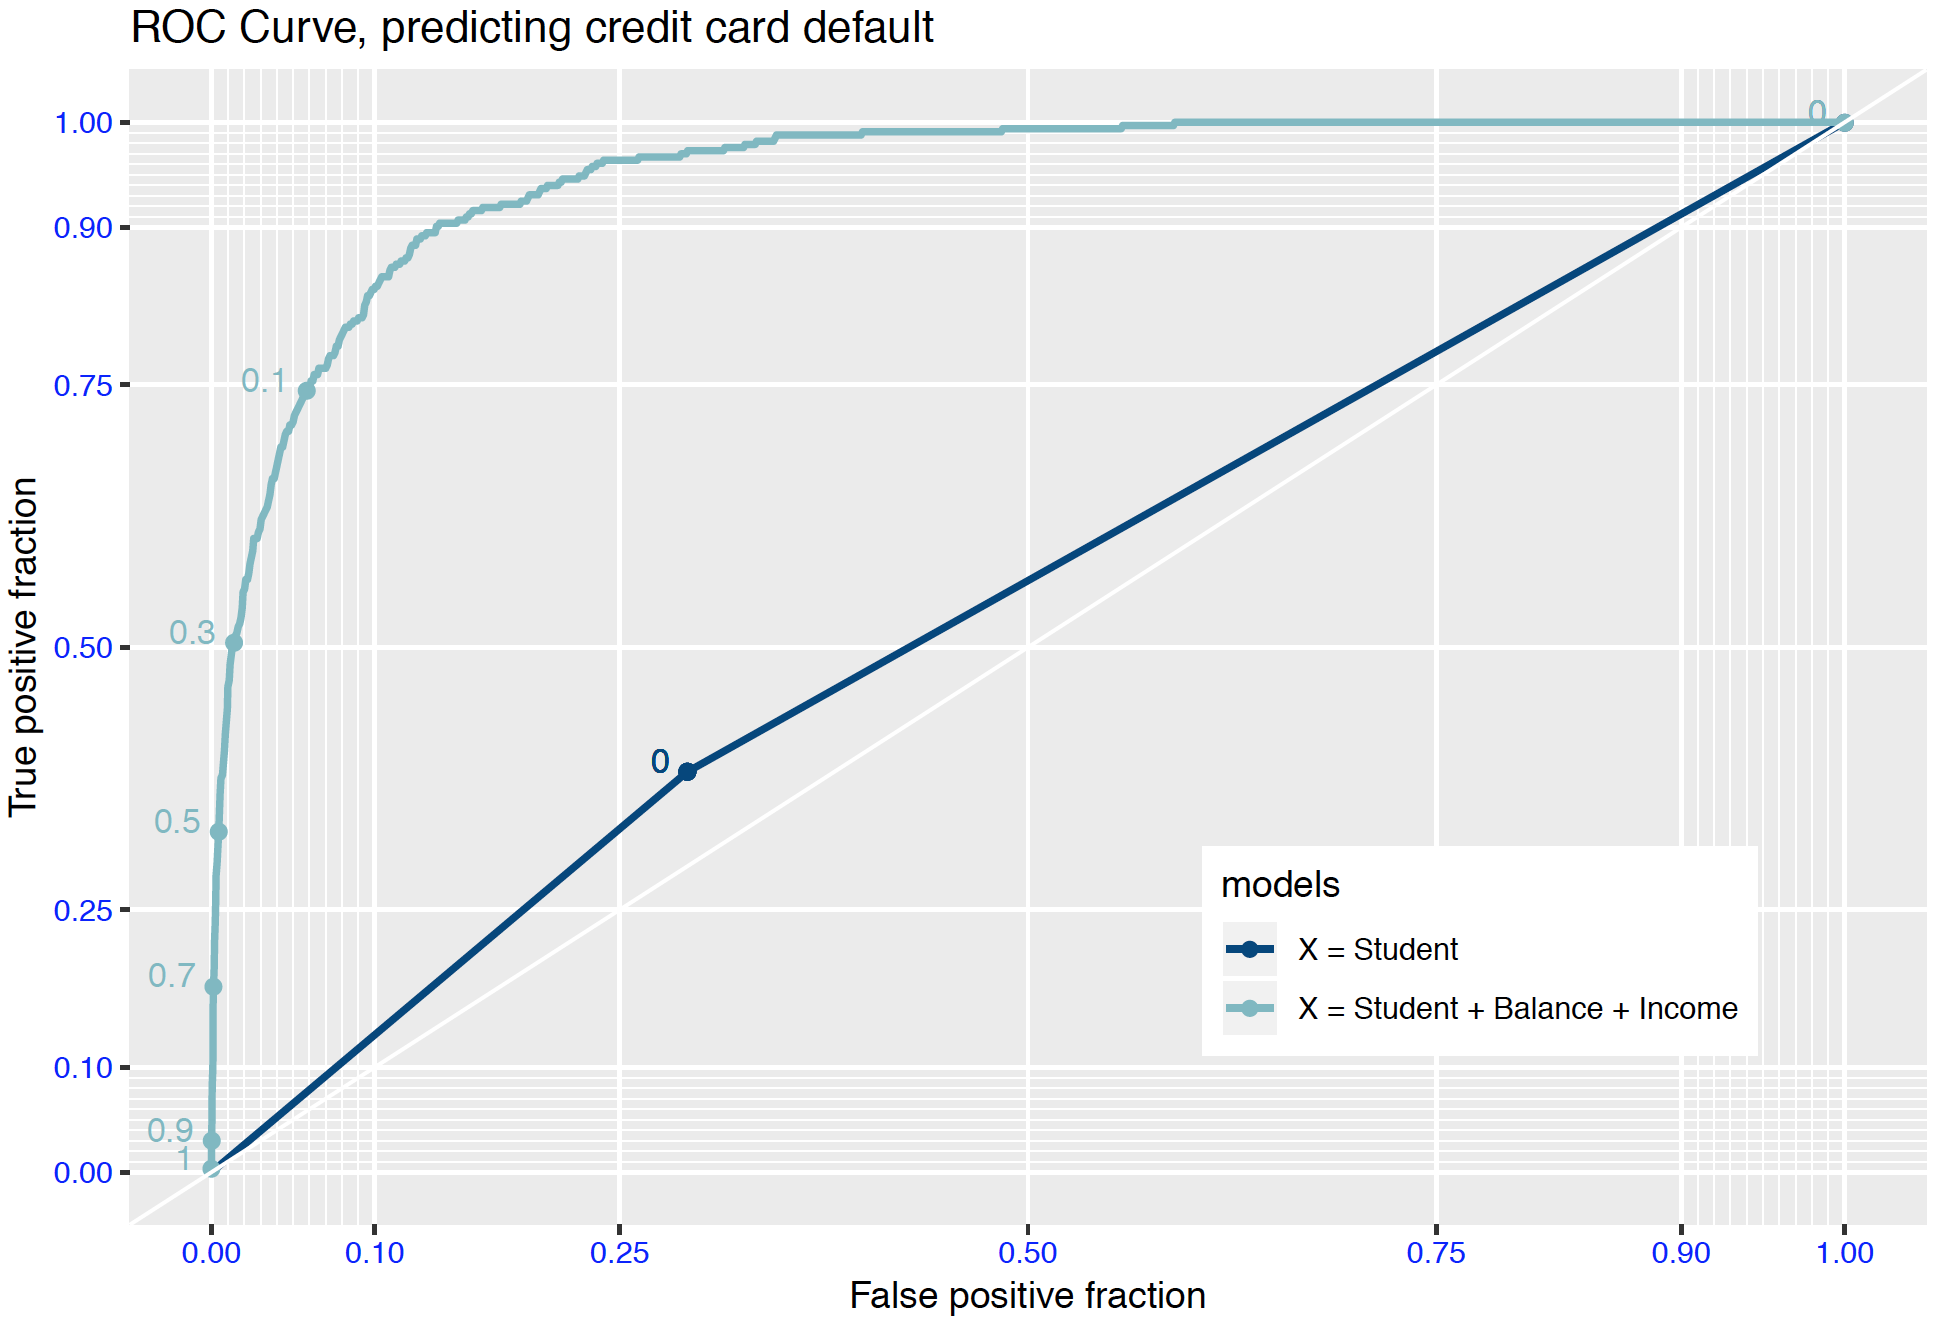 ROC Curve, predicting credit card default
1.00
0.90
0.75
0.50
0.25
0.10
0.00
True positive fraction
0
0.1
0.3
0.5
0.7
0.9
1
0
models
X = Student
X = Student + Balance + Income
0.00 0.10 0.25 0.50 0.75 0.90 1.00
False positive fraction